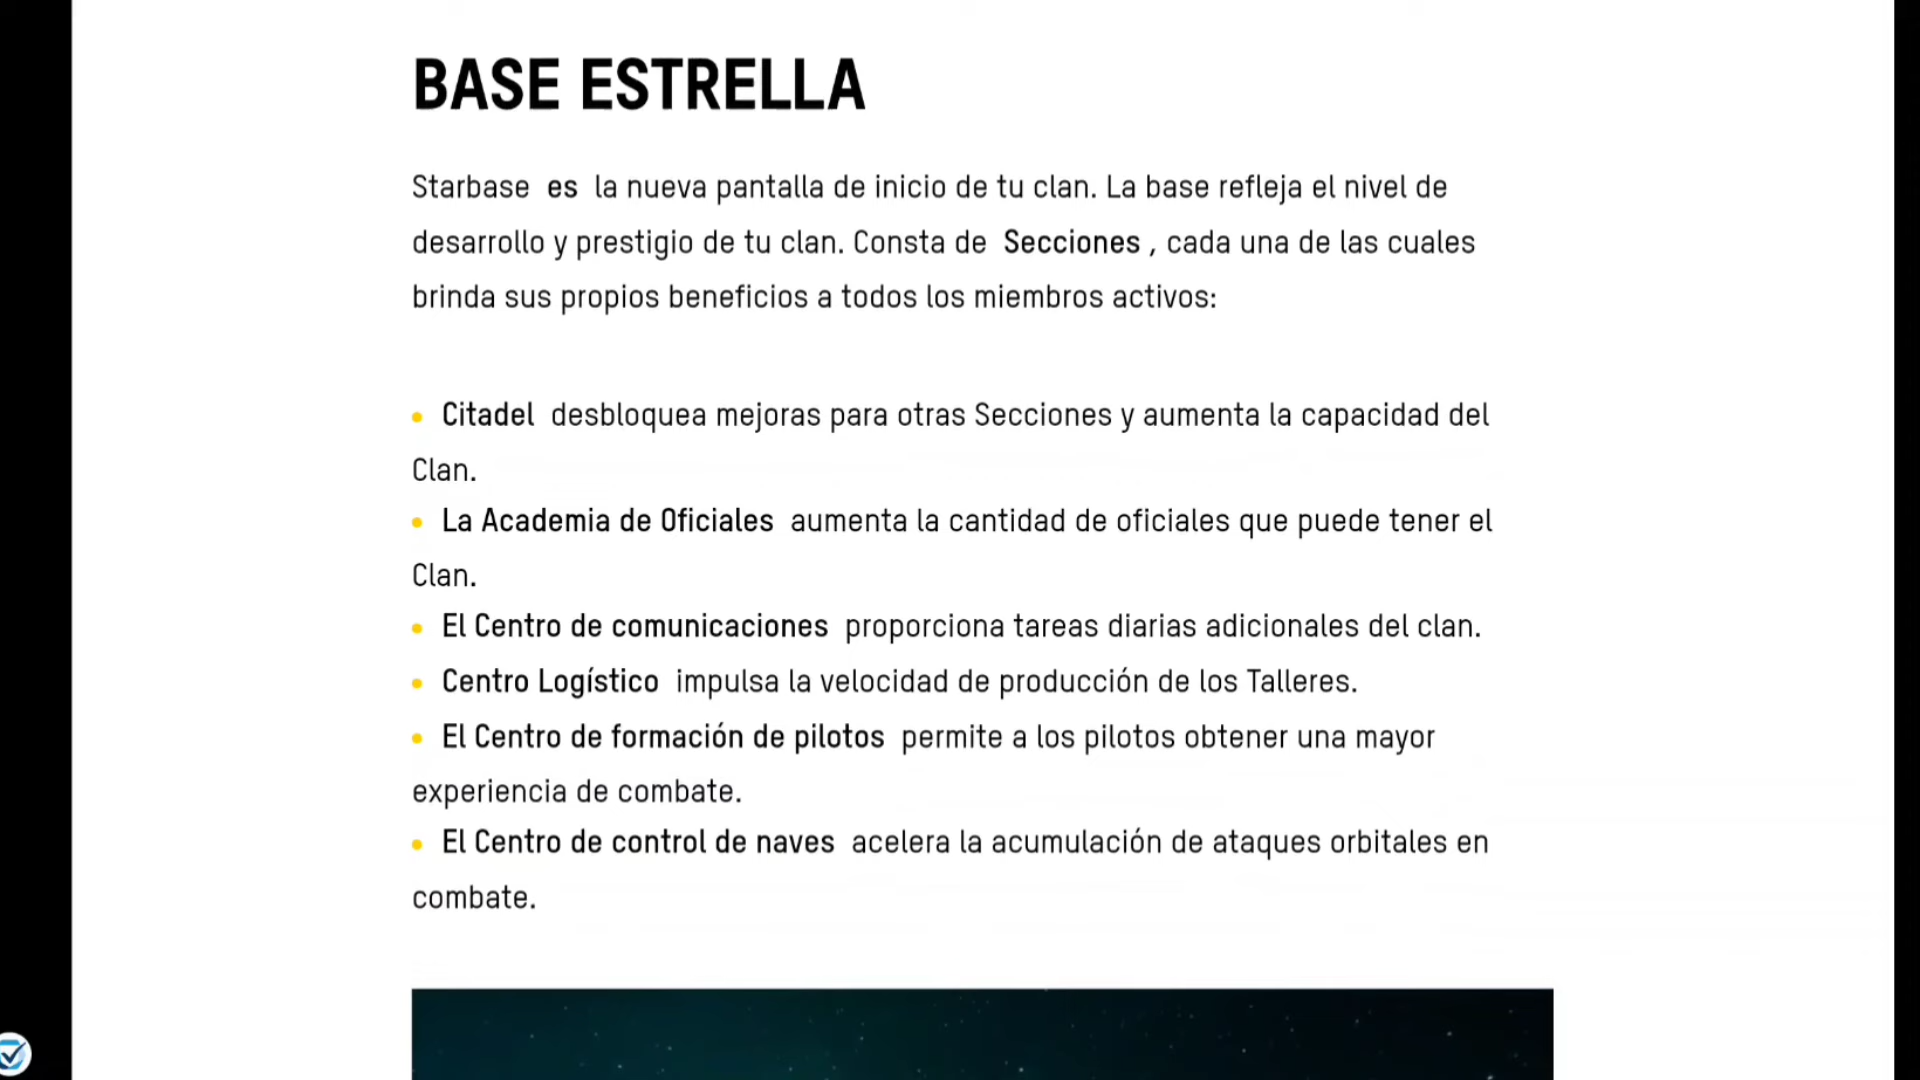 BASE ESTRELLA
Starbase es la nueva pantalla de inicio de tu clan. La base refleja el nivel de
desarrollo y prestigio de tu clan. Consta de Secciones , cada una de las cuales
brinda sus propios beneficios a todos los miembros activos:
• Citadel desbloquea mejoras para otras Secciones y aumenta la capacidad del
Clan.
• La Academia de Oficiales aumenta la cantidad de oficiales que puede tener el
Clan.
• El Centro de comunicaciones proporciona tareas diarias adicionales del clan.
• Centro Logístico impulsa la velocidad de producción de los Talleres.
• El Centro de formación de pilotos permite a los pilotos obtener una mayor
experiencia de combate.
• El Centro de control de naves acelera la acumulación de ataques orbitales en
combate.